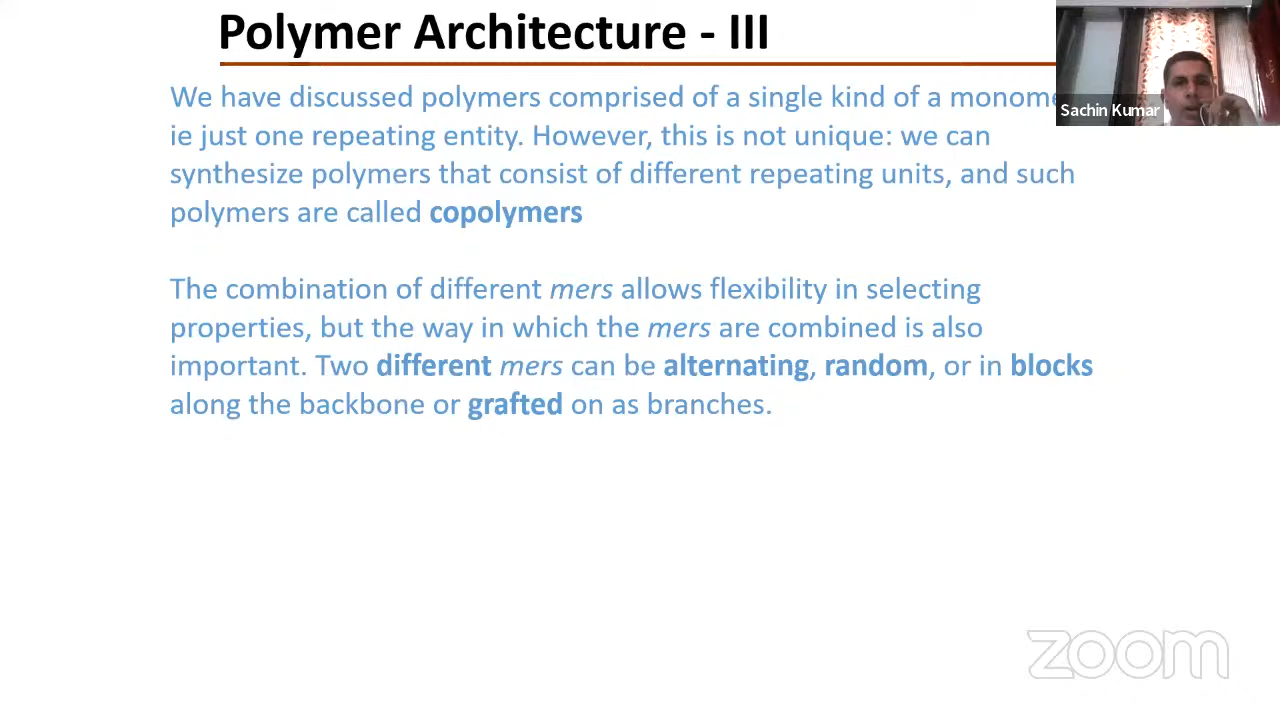 Polymer Architecture - III
We have discussed polymers comprised of a single kind of a
Sachin Kumar
ie just one repeating entity. However, this is not unique: we can
synthesize polymers that consist of different repeating units, and such
polymers are called copolymers
The combination of different mers allows flexibility in selecting
properties, but the way in which the mers are combined is also
important. Two different mers can be alternating, random, or in blocks
along the backbone or grafted on as branches.
zoom